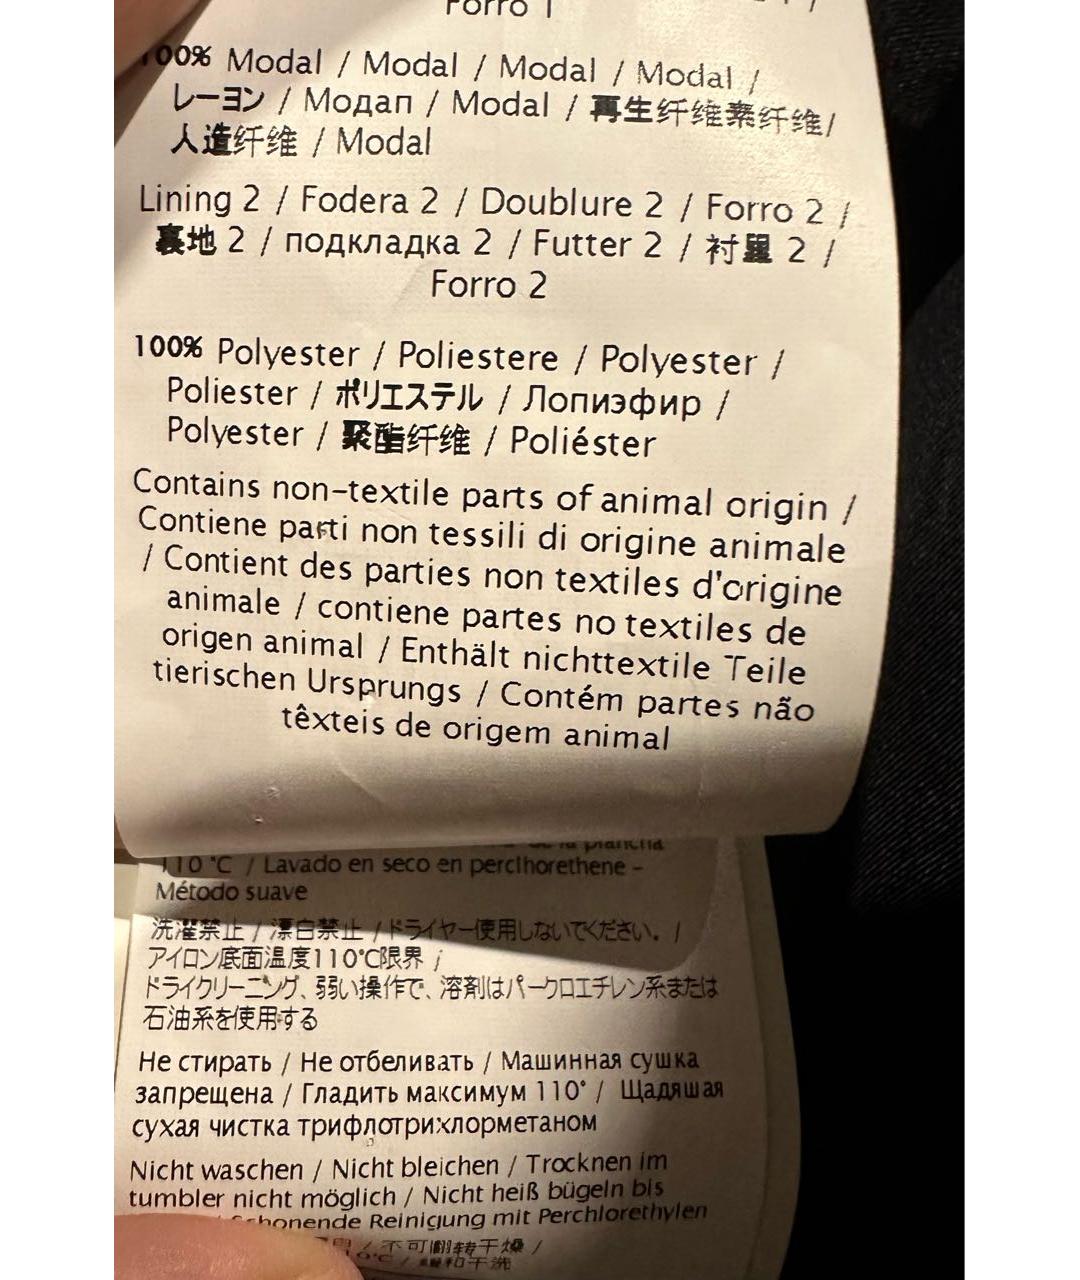 Forro 1
100% Modal / Modal / Modal / Modal /
レーヨン / Модап / Modal / 再生纤维素纤维/
人造纤维 / Modal
Lining 2 / Fodera 2 / Doublure 2 / Forro 2 /
裏地 2 / подкладка 2 / Futter 2 / 衬里 2 /
Forro 2
100% Polyester / Poliestere / Polyester /
Poliester / ポリエステル / Лопиэфир /
Polyester / 聚酯纤维 / Poliéster
Contains non-textile parts of animal origin /
Contiene parti non tessili di origine animale
/ Contient des parties non textiles d'origine
animale / contiene partes no textiles de
origen animal / Enthält nichttextile Teile
tierischen Ursprungs / Contém partes não
têxteis de origem animal
de la plancha
110 °C / Lavado en seco en perclhorethene -
Método suave
洗濯禁止 / 漂白禁止 / ドライヤー使用しないでください。 /
アイロン底面温度110°C限界 /
ドライクリーニング、弱い操作で、溶剤はパークロエチレン系または
石油系を使用する
Не стирать / Не отбеливать / Машинная сушка
запрещена / Гладить максимум 110° / Щадяшая
сухая чистка трифлотрихлорметаном
Nicht waschen / Nicht bleichen / Trocknen im
tumbler nicht möglich / Nicht heiß bügeln bis
/ Schonende Reinigung mit Perchlorethylen
/ 不可翻转干燥 /
110°C / 缓和干洗